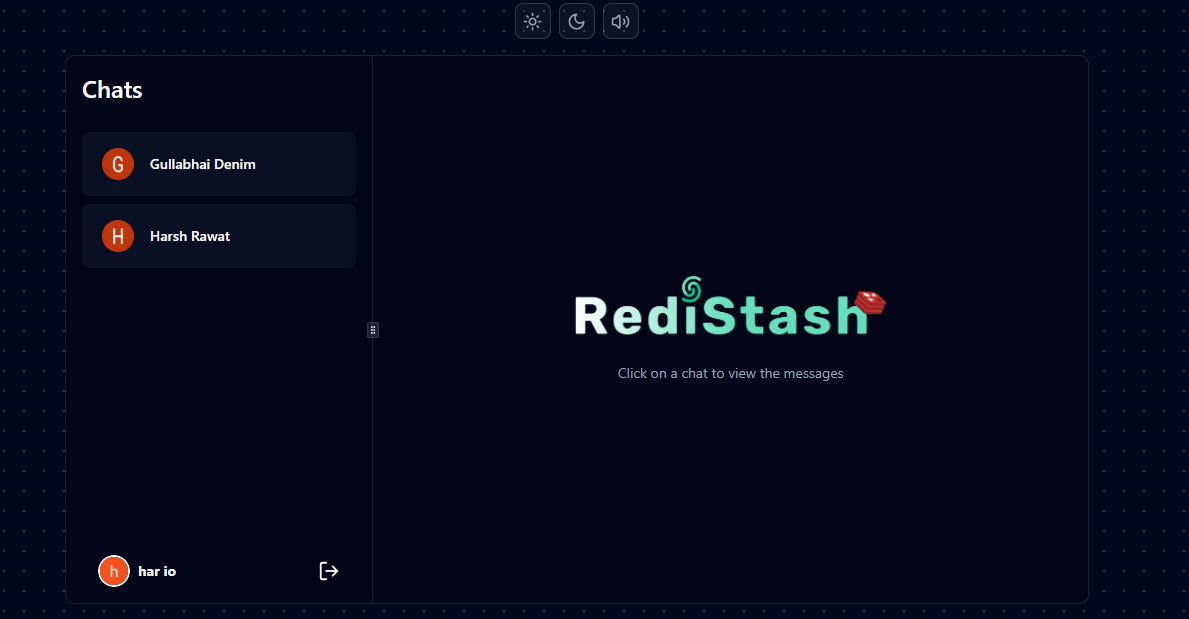 Chats
G
Gullabhai Denim
H
Harsh Rawat
RediStash
Click on a chat to view the messages
h
har io